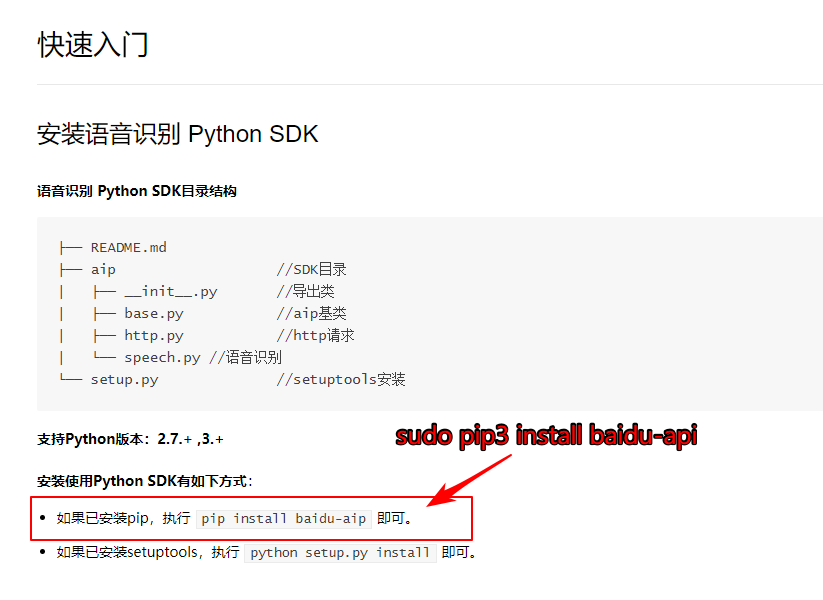 快速入门
安装语音识别 Python SDK
语音识别 Python SDK目录结构
├── README.md
├── aip                   //SDK目录
|   ├── __init__.py       //导出类
|   ├── base.py           //aip基类
|   ├── http.py           //http请求
|   └── speech.py //语音识别
└── setup.py              //setuptools安装
支持Python版本：2.7.+ ,3.+
sudo pip3 install baidu-api
安装使用Python SDK有如下方式：
• 如果已安装pip，执行 pip install baidu-aip 即可。
• 如果已安装setuptools，执行 python setup.py install 即可。